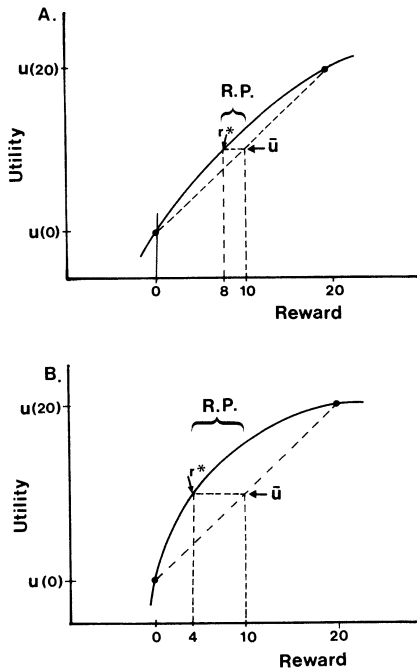 A.
u(20)
R.P.
r*
ū
Utility
u(0)
0 8 10 20
Reward
B.
u(20)
R.P.
r*
ū
Utility
u(0)
0 4 10 20
Reward